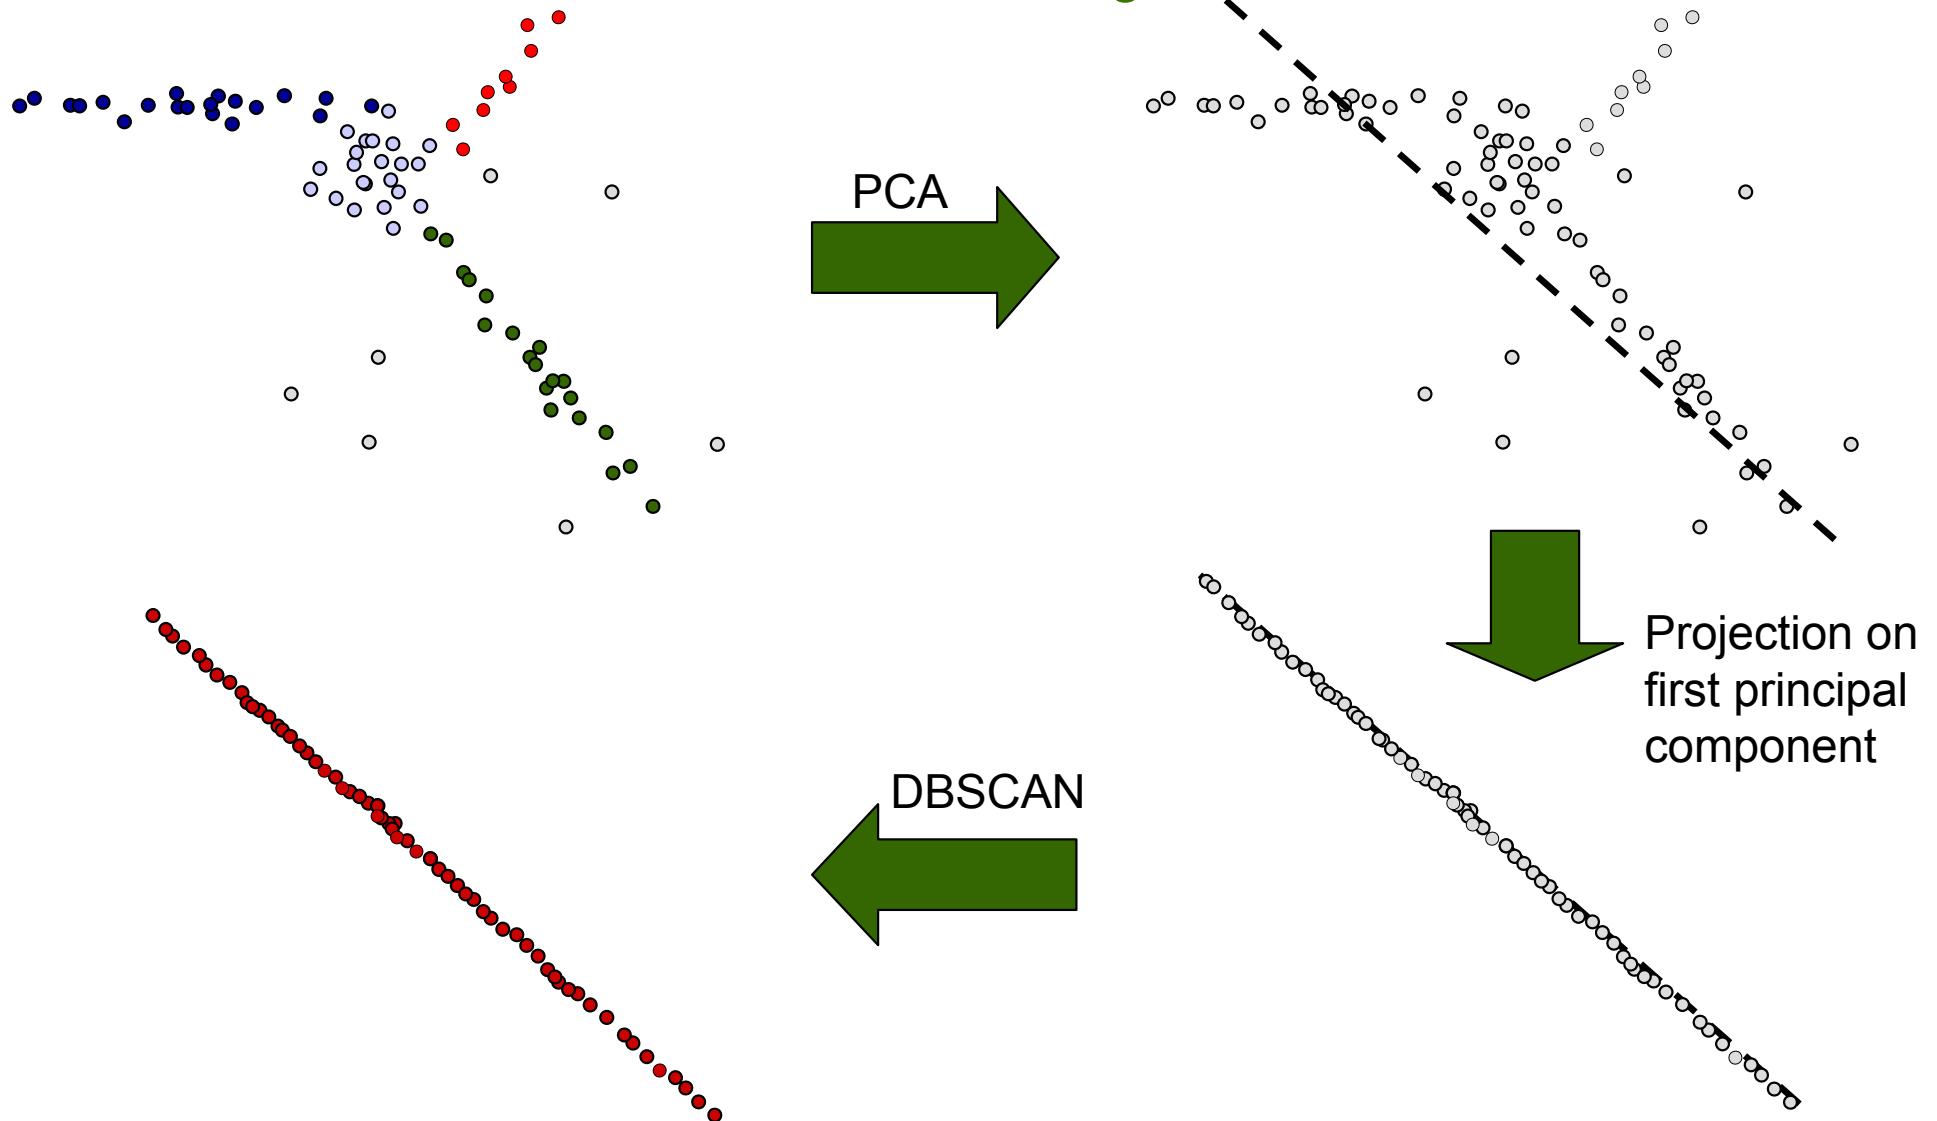 PCA
Projection on
first principal
component
DBSCAN